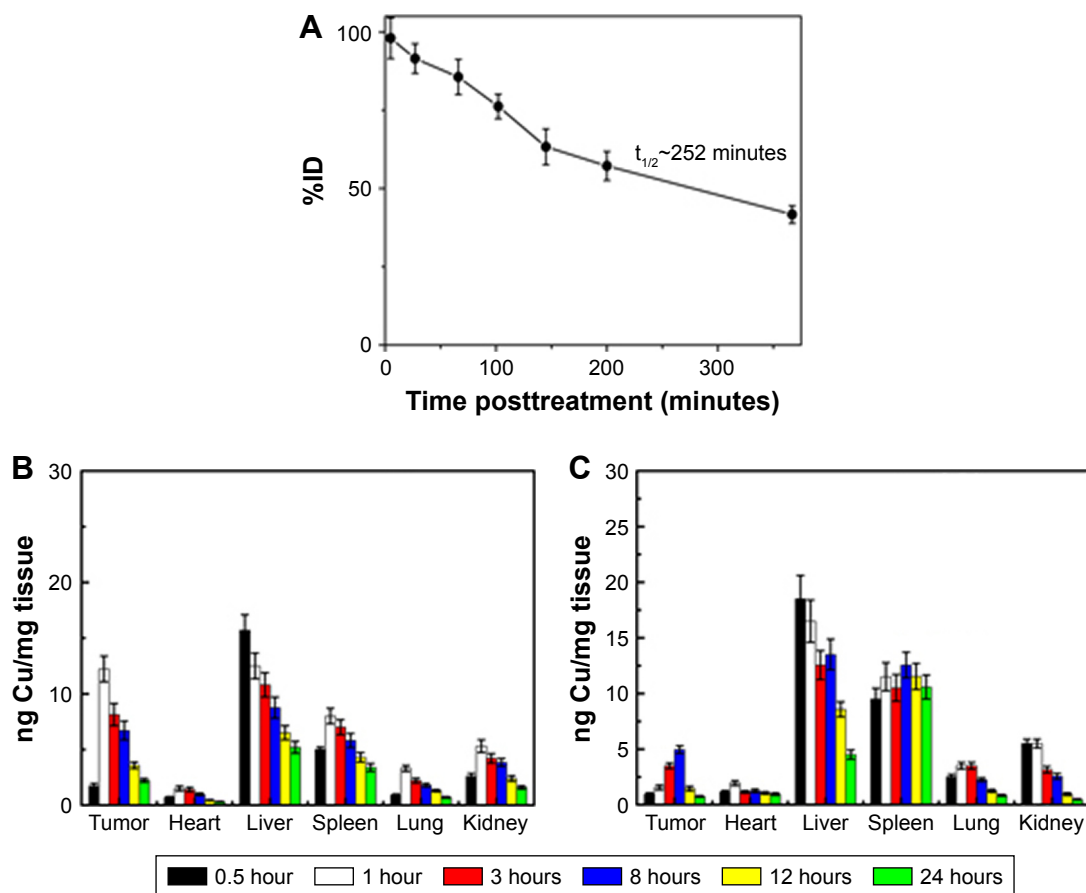 A
100
50
0
%ID
t1/2~252 minutes
0 100 200 300
Time posttreatment (minutes)
B
30
20
10
0
ng Cu/mg tissue
Tumor Heart Liver Spleen Lung Kidney
C
30
25
20
15
10
5
0
ng Cu/mg tissue
Tumor Heart Liver Spleen Lung Kidney
0.5 hour 1 hour 3 hours 8 hours 12 hours 24 hours